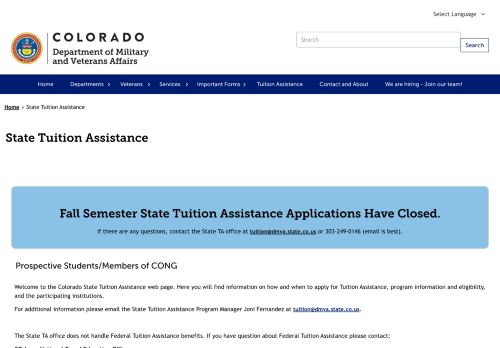 Select Language
COLORADO
Department of Military
and Veterans Affairs
Search
Search
Home Departments Veterans Services Important Forms Tuition Assistance Contact and About We are hiring - Join our team!
Home > State Tuition Assistance
State Tuition Assistance
Fall Semester State Tuition Assistance Applications Have Closed.
If there are any questions, contact the State TA office at tuition@dmva.state.co.us or 303-249-0146 (email is best).
Prospective Students/Members of CONG
Welcome to the Colorado State Tuition Assistance web page. Here you will find information on how and when to apply for Tuition Assistance, program information and eligibility,
and the participating institutions.
For additional information please email the State Tuition Assistance Program Manager Joni Fernandez at tuition@dmva.state.co.us.
The State TA office does not handle Federal Tuition Assistance benefits. If you have question about Federal Tuition Assistance please contact: